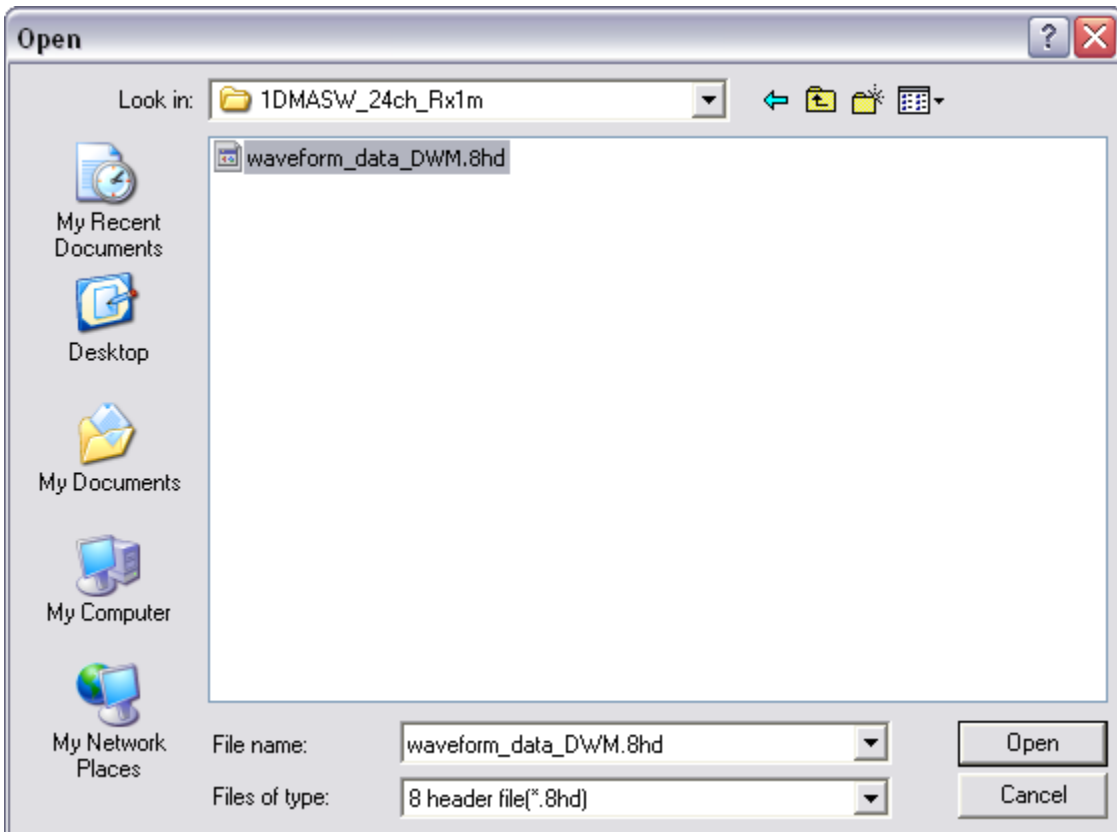 Open
Look in:
1DMASW_24ch_Rx1m
waveform_data_DWM.8hd
My Recent
Documents
Desktop
My Documents
My Computer
My Network
Places
File name:
waveform_data_DWM.8hd
Open
Files of type:
8 header file(*.8hd)
Cancel